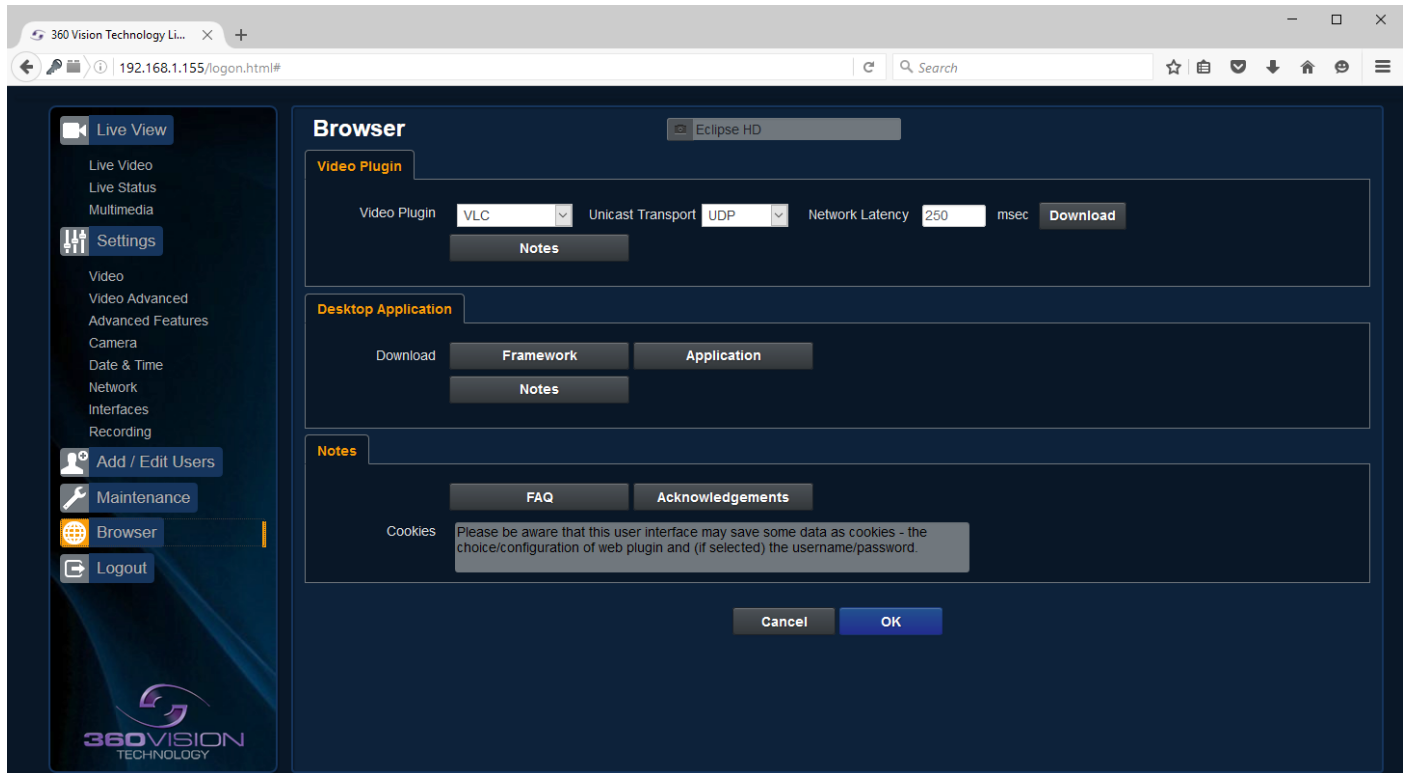 360 Vision Technology Li...
192.168.1.155/logon.html#
Search
Live View
Live Video
Live Status
Multimedia
Settings
Video
Video Advanced
Advanced Features
Camera
Date & Time
Network
Interfaces
Recording
Add / Edit Users
Maintenance
Browser
Logout
360VISION
TECHNOLOGY
Browser
Eclipse HD
Video Plugin
Video Plugin VLC Unicast Transport UDP Network Latency 250 msec Download
Notes
Desktop Application
Download Framework Application
Notes
Notes
FAQ Acknowledgements
Cookies Please be aware that this user interface may save some data as cookies - the
choice/configuration of web plugin and (if selected) the username/password.
Cancel OK